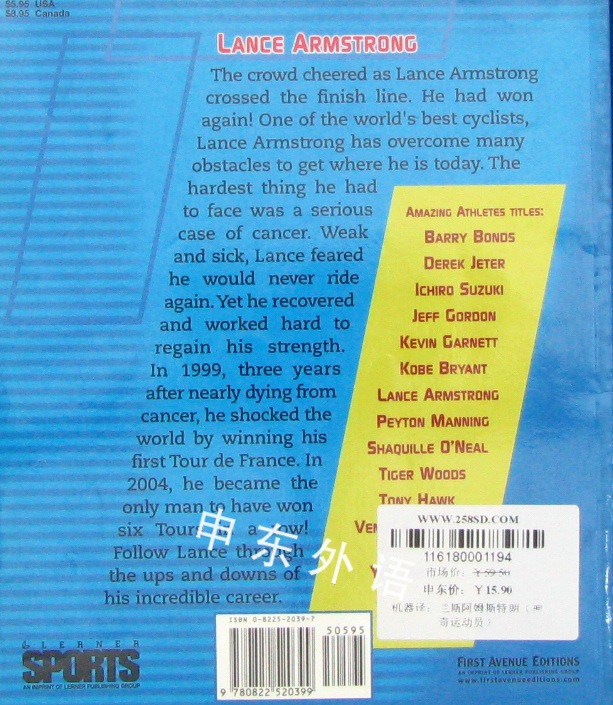 $5.95 USA
$8.95 Canada
LANCE ARMSTRONG
The crowd cheered as Lance Armstrong
crossed the finish line. He had won
again! One of the world's best cyclists,
Lance Armstrong has overcome many
obstacles to get where he is today. The
hardest thing he had
to face was a serious
case of cancer. Weak
and sick, Lance feared
he would never ride
again. Yet he recovered
and worked hard to
regain his strength.
In 1999, three years
after nearly dying from
cancer, he shocked the
world by winning his
first Tour de France. In
2004, he became the
only man to have won
six Tours in a row!
Follow Lance through
the ups and downs of
his incredible career.
AMAZING ATHLETES TITLES:
BARRY BONDS
DEREK JETER
ICHIRO SUZUKI
JEFF GORDON
KEVIN GARNETT
KOBE BRYANT
LANCE ARMSTRONG
PEYTON MANNING
SHAQUILLE O'NEAL
TIGER WOODS
TONY HAWK
VEN
WWW.258SD.COM
116180001194
市场价: ¥59.50
申东价: ¥15.90
机器译: 兰斯阿姆斯特朗(神
奇运动员)
申东外语
ISBN 0-8225-2039-7
50595
9 780822 520399
LERNER
SPORTS
AN IMPRINT OF LERNER PUBLISHING GROUP
FIRST AVENUE EDITIONS
AN IMPRINT OF LERNER PUBLISHING GROUP
www.firstavenueeditions.com